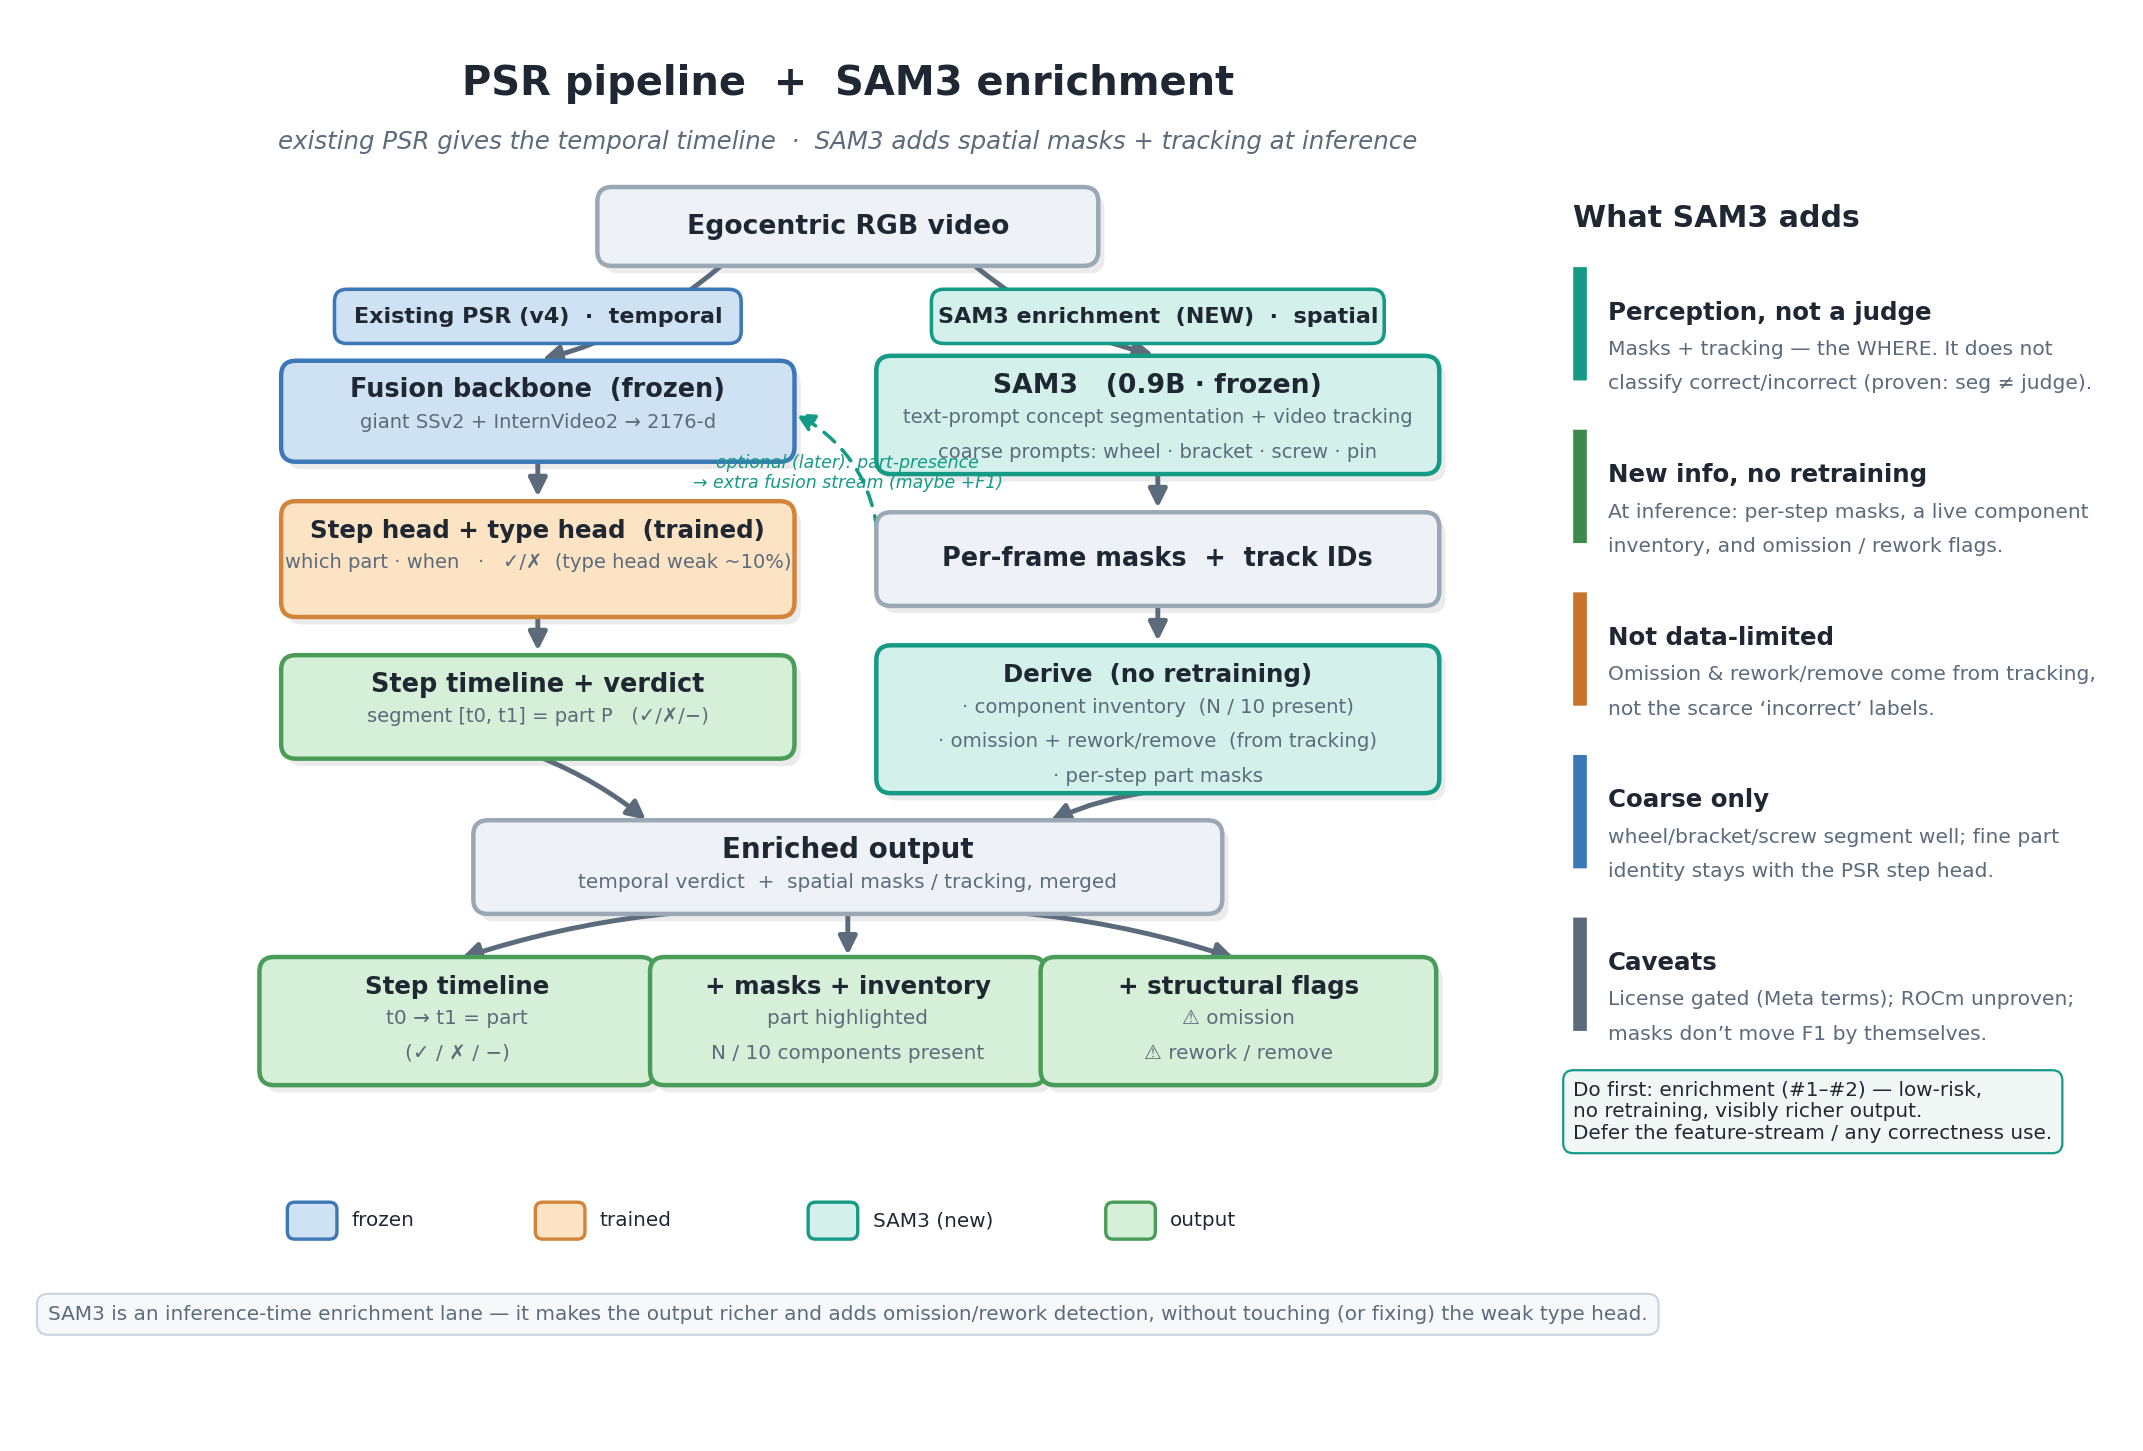 PSR pipeline + SAM3 enrichment
existing PSR gives the temporal timeline · SAM3 adds spatial masks + tracking at inference
Egocentric RGB video
Existing PSR (v4) · temporal
SAM3 enrichment (NEW) · spatial
Fusion backbone (frozen)
giant SSv2 + InternVideo2 → 2176-d
SAM3 (0.9B · frozen)
text-prompt concept segmentation + video tracking
coarse prompts: wheel · bracket · screw · pin
optional (later): part-presence
→ extra fusion stream (maybe +F1)
Step head + type head (trained)
which part · when · ✓/✗ (type head weak ~10%)
Per-frame masks + track IDs
Step timeline + verdict
segment [t0, t1] = part P (✓/✗/−)
Derive (no retraining)
· component inventory (N / 10 present)
· omission + rework/remove (from tracking)
· per-step part masks
Enriched output
temporal verdict + spatial masks / tracking, merged
Step timeline
t0 → t1 = part
(✓ / ✗ / −)
+ masks + inventory
part highlighted
N / 10 components present
+ structural flags
⚠ omission
⚠ rework / remove
What SAM3 adds
Perception, not a judge
Masks + tracking — the WHERE. It does not
classify correct/incorrect (proven: seg ≠ judge).
New info, no retraining
At inference: per-step masks, a live component
inventory, and omission / rework flags.
Not data-limited
Omission & rework/remove come from tracking,
not the scarce ‘incorrect’ labels.
Coarse only
wheel/bracket/screw segment well; fine part
identity stays with the PSR step head.
Caveats
License gated (Meta terms); ROCm unproven;
masks don’t move F1 by themselves.
Do first: enrichment (#1–#2) — low-risk,
no retraining, visibly richer output.
Defer the feature-stream / any correctness use.
frozen
trained
SAM3 (new)
output
SAM3 is an inference-time enrichment lane — it makes the output richer and adds omission/rework detection, without touching (or fixing) the weak type head.